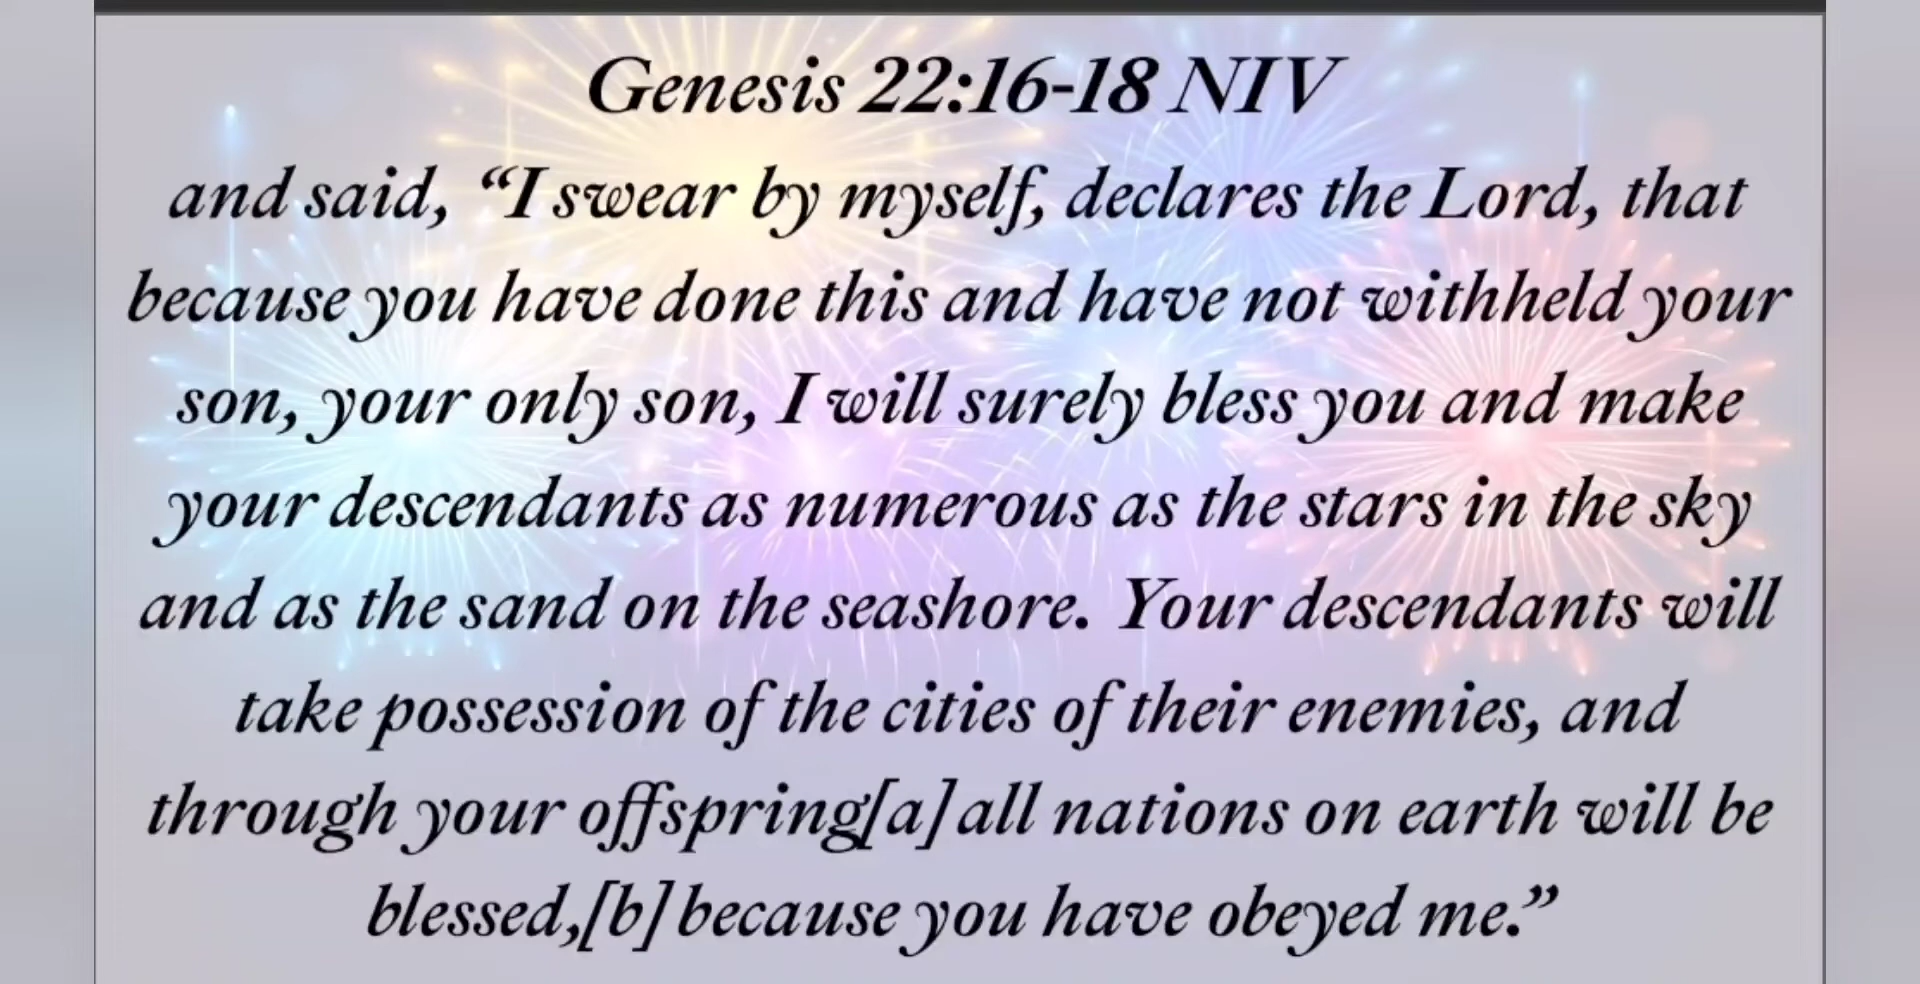 Genesis 22:16-18 NIV
and said, “I swear by myself, declares the Lord, that
because you have done this and have not withheld your
son, your only son, I will surely bless you and make
your descendants as numerous as the stars in the sky
and as the sand on the seashore. Your descendants will
take possession of the cities of their enemies, and
through your offspring[a] all nations on earth will be
blessed,[b] because you have obeyed me.”